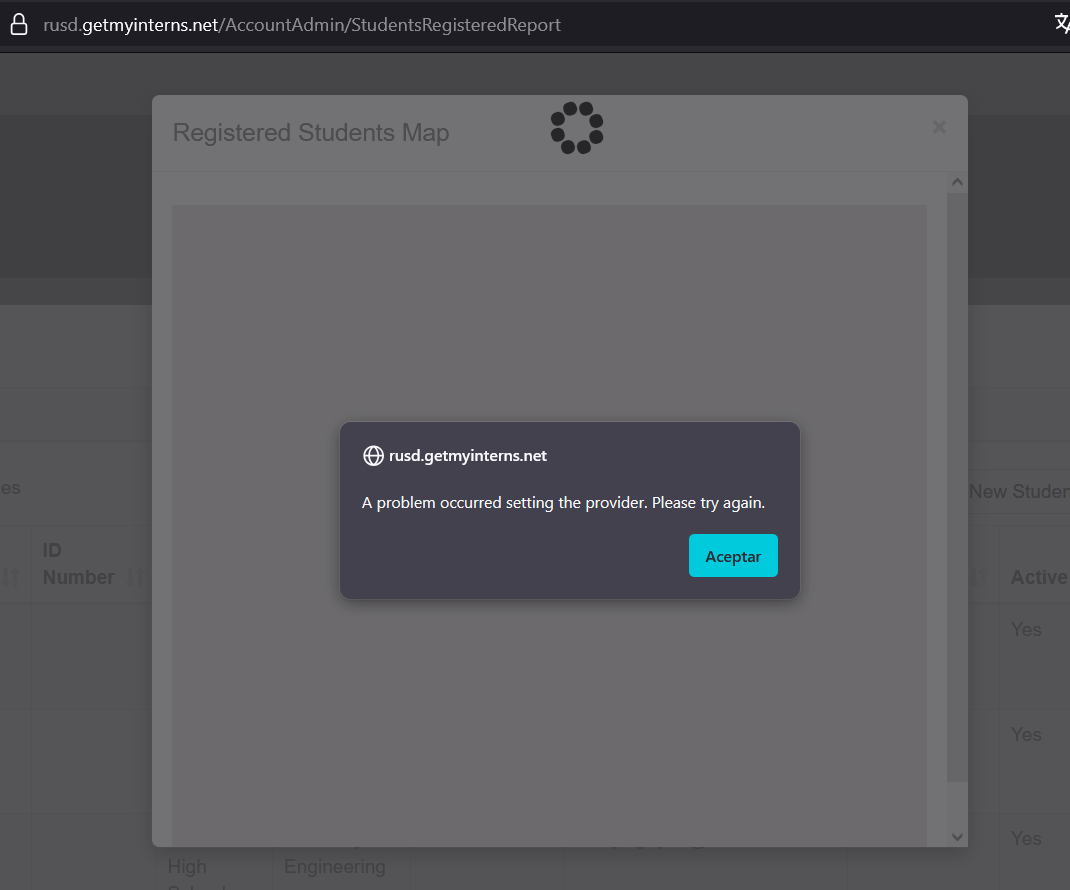 rusd.getmyinterns.net/AccountAdmin/StudentsRegisteredReport
Registered Students Map
×
rusd.getmyinterns.net
A problem occurred setting the provider. Please try again.
Aceptar
es
New Studen
ID
Number
Active
Yes
Yes
Yes
High
Engineering